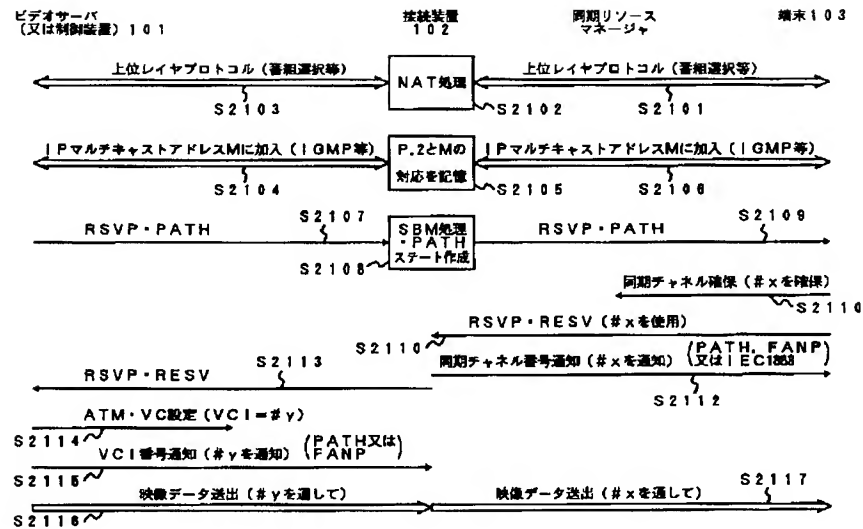 ビデオサーバ
(又は制御装置) 101
接続装置
102
同期リソース
マネージャ
端末103
上位レイヤプロトコル (番組選択等)
NAT処理
上位レイヤプロトコル (番組選択等)
S2103
S2102
S2101
IPマルチキャストアドレスMに加入 (IGMP等)
P.2とMの
対応を記憶
IPマルチキャストアドレスMに加入 (IGMP等)
S2104
S2105
S2106
S2107
S2109
RSVP・PATH
SBM処理
・PATH
ステート作成
RSVP・PATH
S2108
同期チャネル確保 (#xを確保)
S2110
RSVP・RESV (#xを使用)
S2110
S2113
同期チャネル番号通知 (#xを通知) (PATH, FANP
又はIEC1883)
RSVP・RESV
S2112
ATM・VC設定 (VCI=#y)
S2114
VCI番号通知 (#yを通知) (PATH又は
FANP)
S2115
S2117
映像データ送出 (#yを通して)
映像データ送出 (#xを通して)
S2116